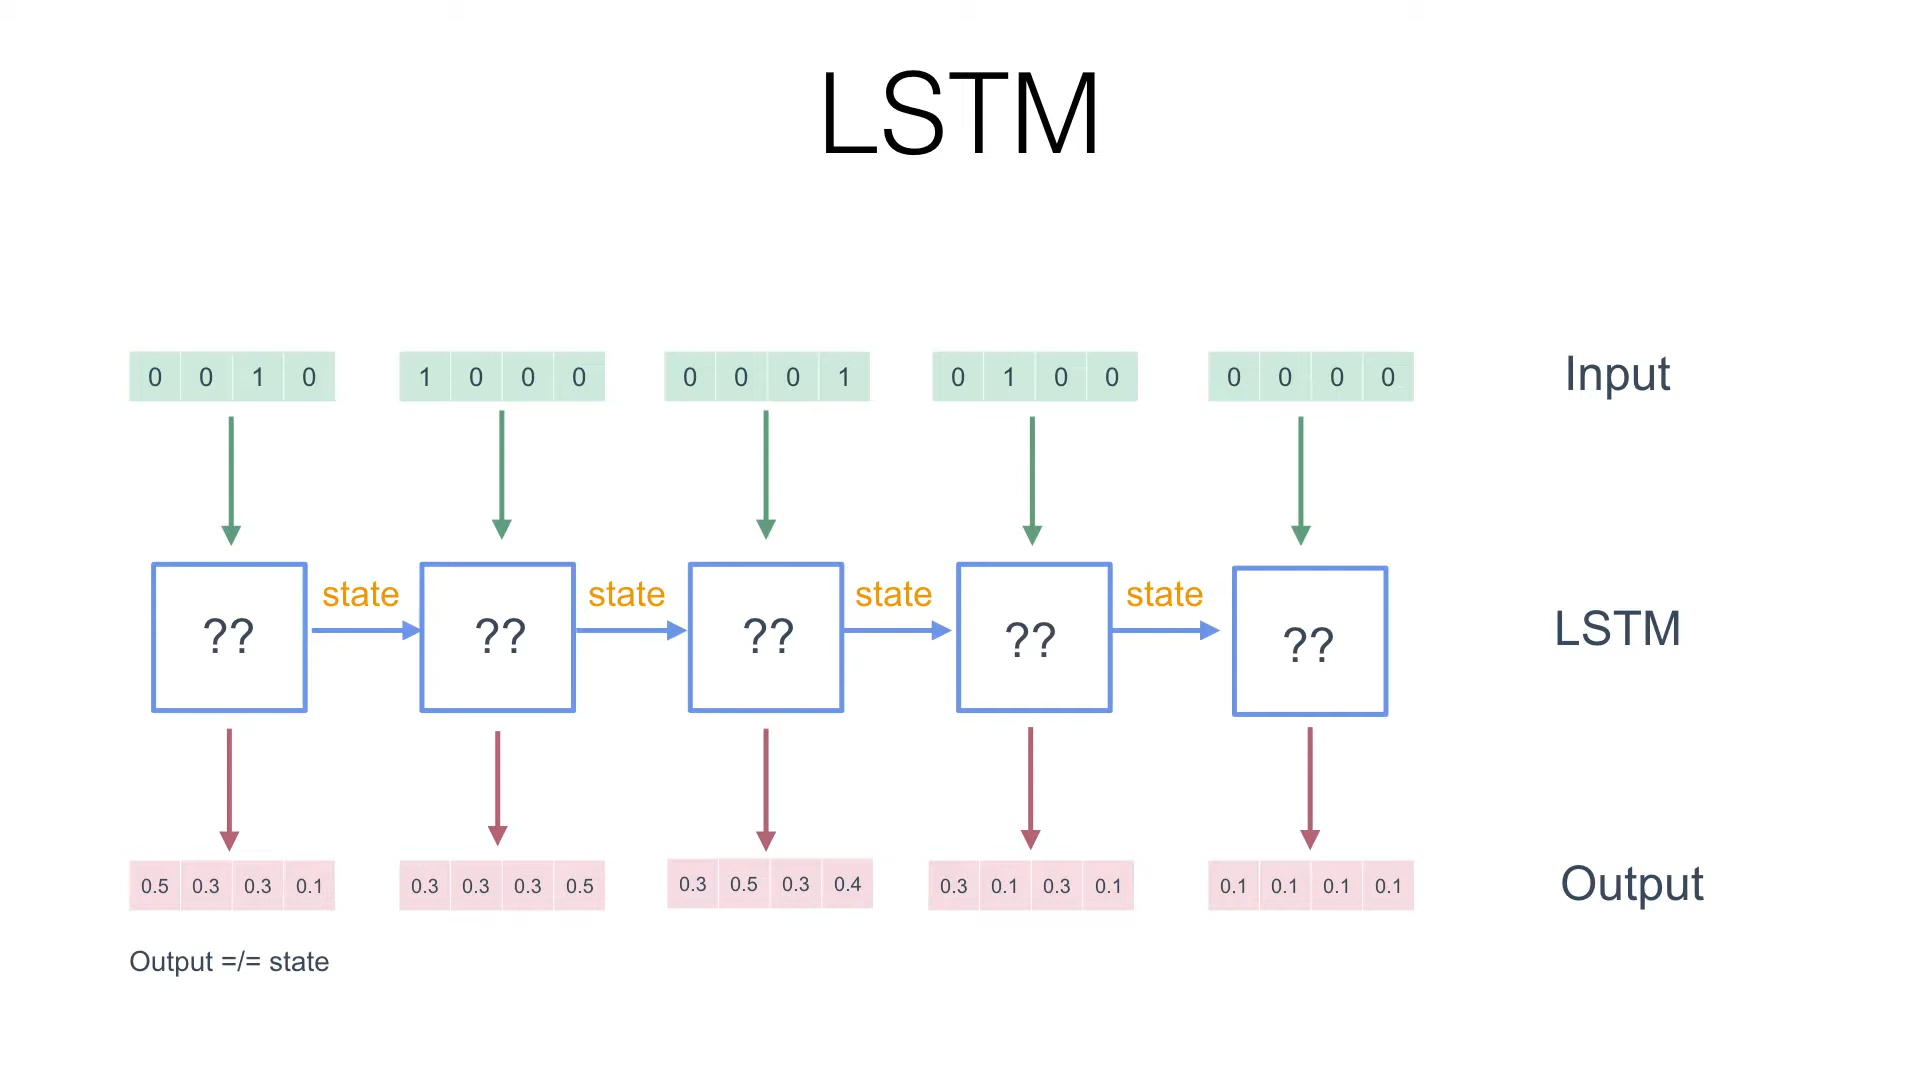 LSTM
0 0 1 0 1 0 0 0 0 0 0 1 0 1 0 0 0 0 0 0 Input
state state state state
?? ?? ?? ?? ?? LSTM
0.5 0.3 0.3 0.1 0.3 0.3 0.3 0.5 0.3 0.5 0.3 0.4 0.3 0.1 0.3 0.1 0.1 0.1 0.1 0.1 Output
Output =/= state